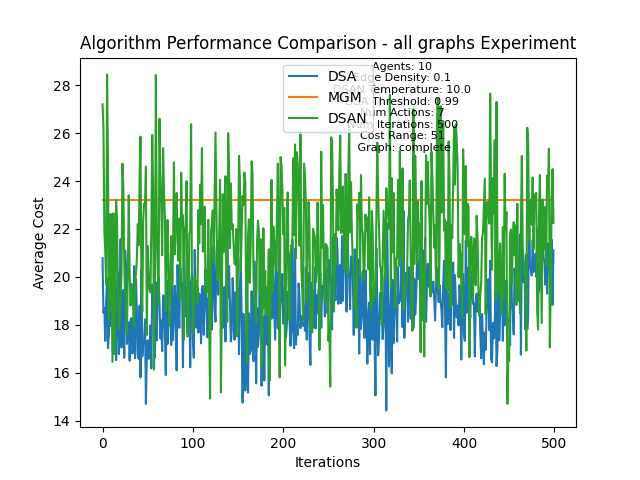 Algorithm Performance Comparison - all graphs Experiment
DSA
MGM
DSAN
Agents: 10
Edge Density: 0.1
DSAN Temperature: 10.0
DSA Threshold: 0.99
Num Actions: 7
Num Iterations: 500
Cost Range: 51
Graph: complete
Average Cost
28
26
24
22
20
18
16
14
0
100
200
300
400
500
Iterations